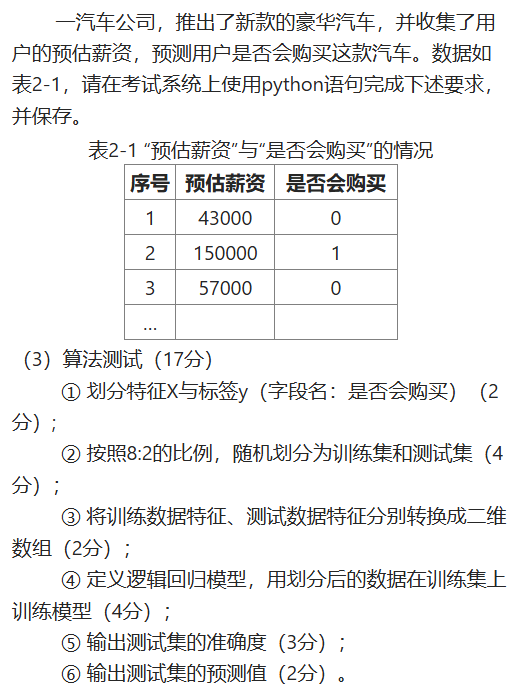 一汽车公司，推出了新款的豪华汽车，并收集了用
户的预估薪资，预测用户是否会购买这款汽车。数据如
表2-1，请在考试系统上使用python语句完成下述要求，
并保存。
表2-1 “预估薪资”与“是否会购买”的情况
序号 预估薪资 是否会购买
1 43000 0
2 150000 1
3 57000 0
...
（3）算法测试（17分）
① 划分特征X与标签y（字段名：是否会购买）（2
分）；
② 按照8:2的比例，随机划分为训练集和测试集（4
分）；
③ 将训练数据特征、测试数据特征分别转换成二维
数组（2分）；
④ 定义逻辑回归模型，用划分后的数据在训练集上
训练模型（4分）；
⑤ 输出测试集的准确度（3分）；
⑥ 输出测试集的预测值（2分）。